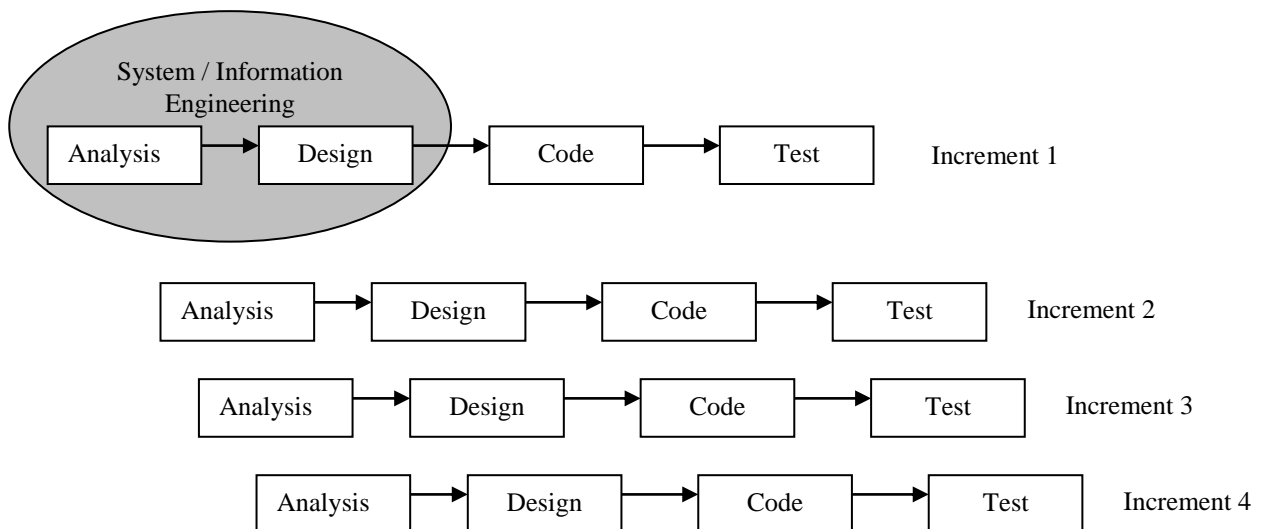 System / Information
Engineering
Analysis Design Code Test Increment 1
Analysis Design Code Test Increment 2
Analysis Design Code Test Increment 3
Analysis Design Code Test Increment 4